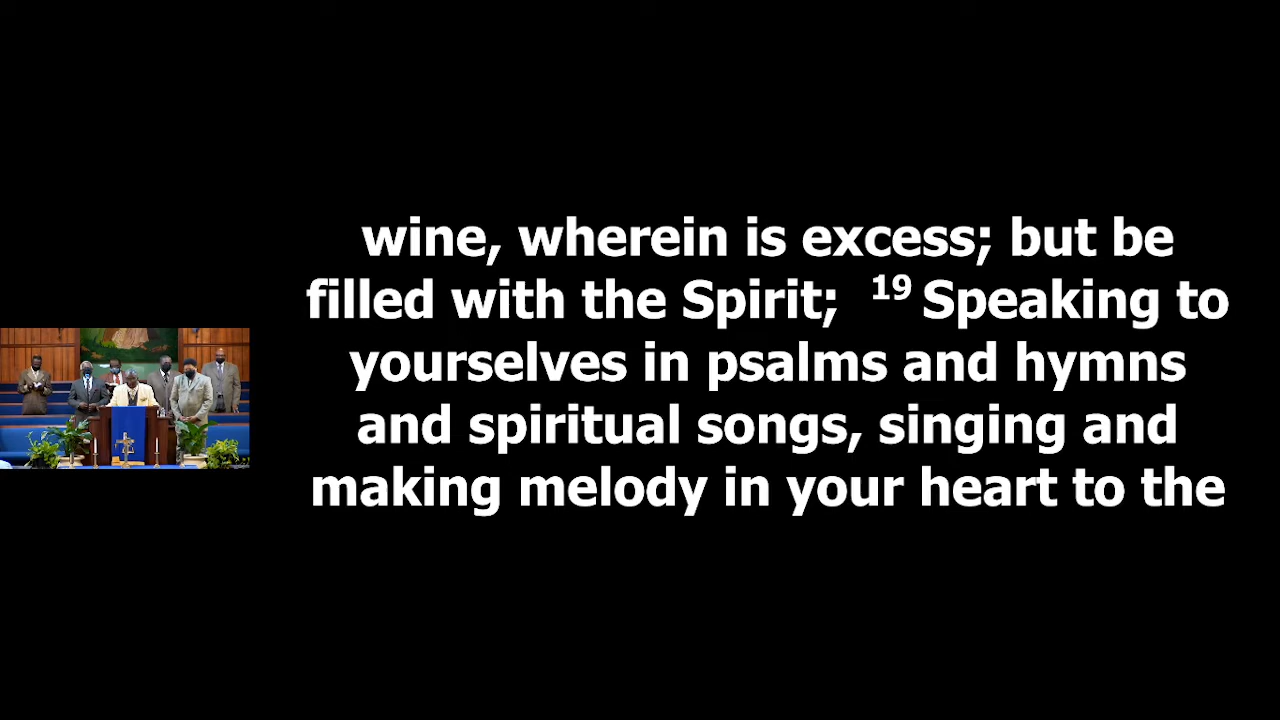 wine, wherein is excess; but be
filled with the Spirit; 19 Speaking to
yourselves in psalms and hymns
and spiritual songs, singing and
making melody in your heart to the